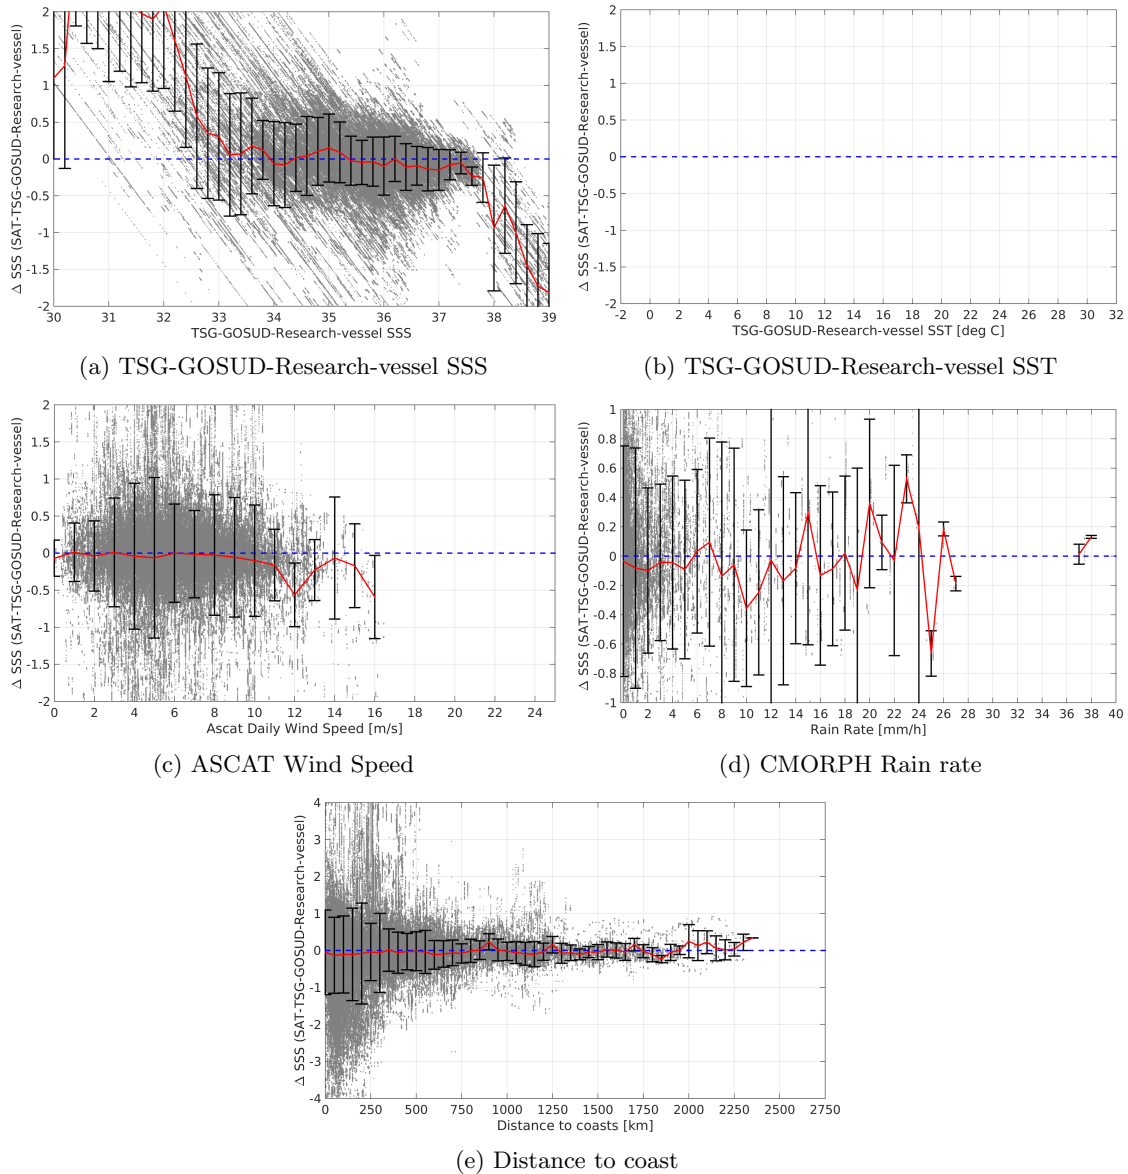 2
1.5
1
0.5
0
-0.5
-1
-1.5
-2
Δ SSS (SAT-TSG-GOSUD-Research-vessel)
30 31 32 33 34 35 36 37 38 39
TSG-GOSUD-Research-vessel SSS
(a) TSG-GOSUD-Research-vessel SSS
2
1.5
1
0.5
0
-0.5
-1
-1.5
-2
Δ SSS (SAT-TSG-GOSUD-Research-vessel)
-2 0 2 4 6 8 10 12 14 16 18 20 22 24 26 28 30 32
TSG-GOSUD-Research-vessel SST [deg C]
(b) TSG-GOSUD-Research-vessel SST
2
1.5
1
0.5
0
-0.5
-1
-1.5
-2
Δ SSS (SAT-TSG-GOSUD-Research-vessel)
0 2 4 6 8 10 12 14 16 18 20 22 24
Ascat Daily Wind Speed [m/s]
(c) ASCAT Wind Speed
1
0.8
0.6
0.4
0.2
0
-0.2
-0.4
-0.6
-0.8
-1
Δ SSS (SAT-TSG-GOSUD-Research-vessel)
0 2 4 6 8 10 12 14 16 18 20 22 24 26 28 30 32 34 36 38 40
Rain Rate [mm/h]
(d) CMORPH Rain rate
4
3
2
1
0
-1
-2
-3
-4
Δ SSS (SAT-TSG-GOSUD-Research-vessel)
0 250 500 750 1000 1250 1500 1750 2000 2250 2500 2750
Distance to coasts [km]
(e) Distance to coast